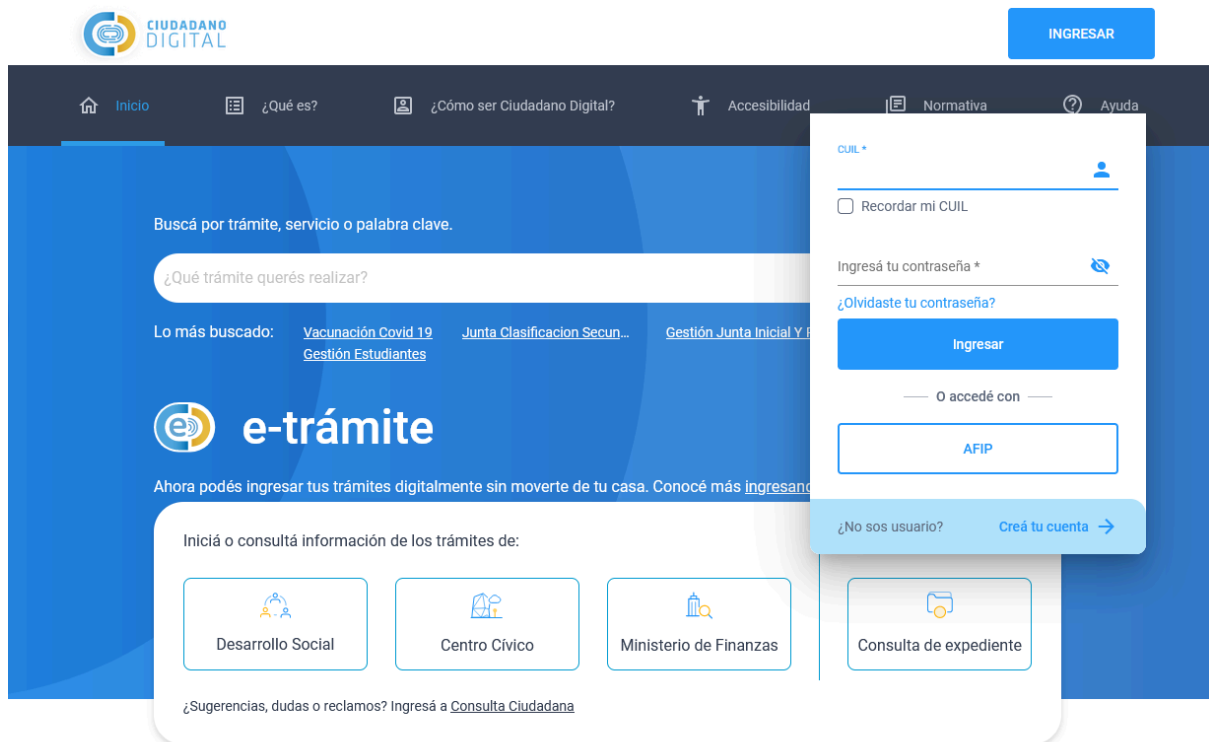 CIUDADANO
DIGITAL
INGRESAR
Inicio
¿Qué es?
¿Cómo ser Ciudadano Digital?
Accesibilidad
Normativa
Ayuda
Buscá por trámite, servicio o palabra clave.
¿Qué trámite querés realizar?
Lo más buscado:
Vacunación Covid 19
Junta Clasificacion Secun...
Gestión Junta Inicial Y
Gestión Estudiantes
e-trámite
Ahora podés ingresar tus trámites digitalmente sin moverte de tu casa. Conocé más ingresand
Iniciá o consultá información de los trámites de:
Desarrollo Social
Centro Cívico
Ministerio de Finanzas
Consulta de expediente
¿Sugerencias, dudas o reclamos? Ingresá a Consulta Ciudadana
CUIL *
Recordar mi CUIL
Ingresá tu contraseña *
¿Olvidaste tu contraseña?
Ingresar
O accedé con
AFIP
¿No sos usuario?
Creá tu cuenta